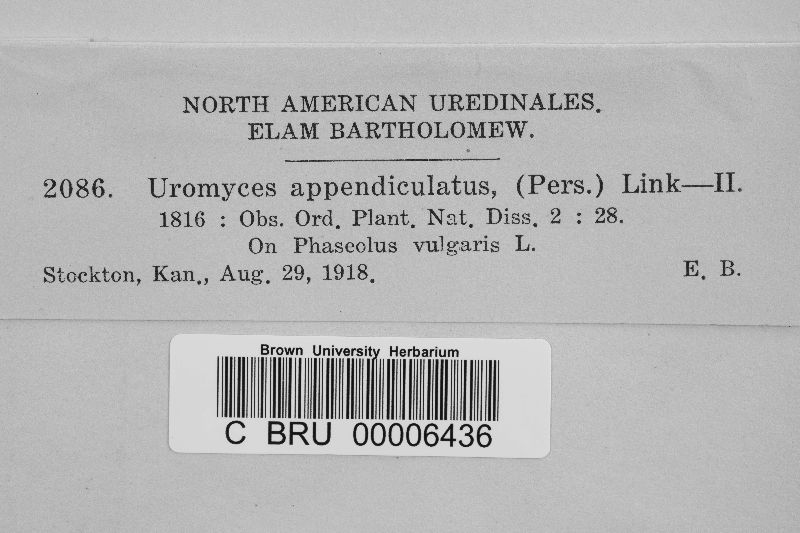 NORTH AMERICAN UREDINALES.
ELAM BARTHOLOMEW.
2086. Uromyces appendiculatus, (Pers.) Link—II.
1816 : Obs. Ord. Plant. Nat. Diss. 2 : 28.
On Phaseolus vulgaris L.
Stockton, Kan., Aug. 29, 1918. E. B.
Brown University Herbarium
C BRU 00006436